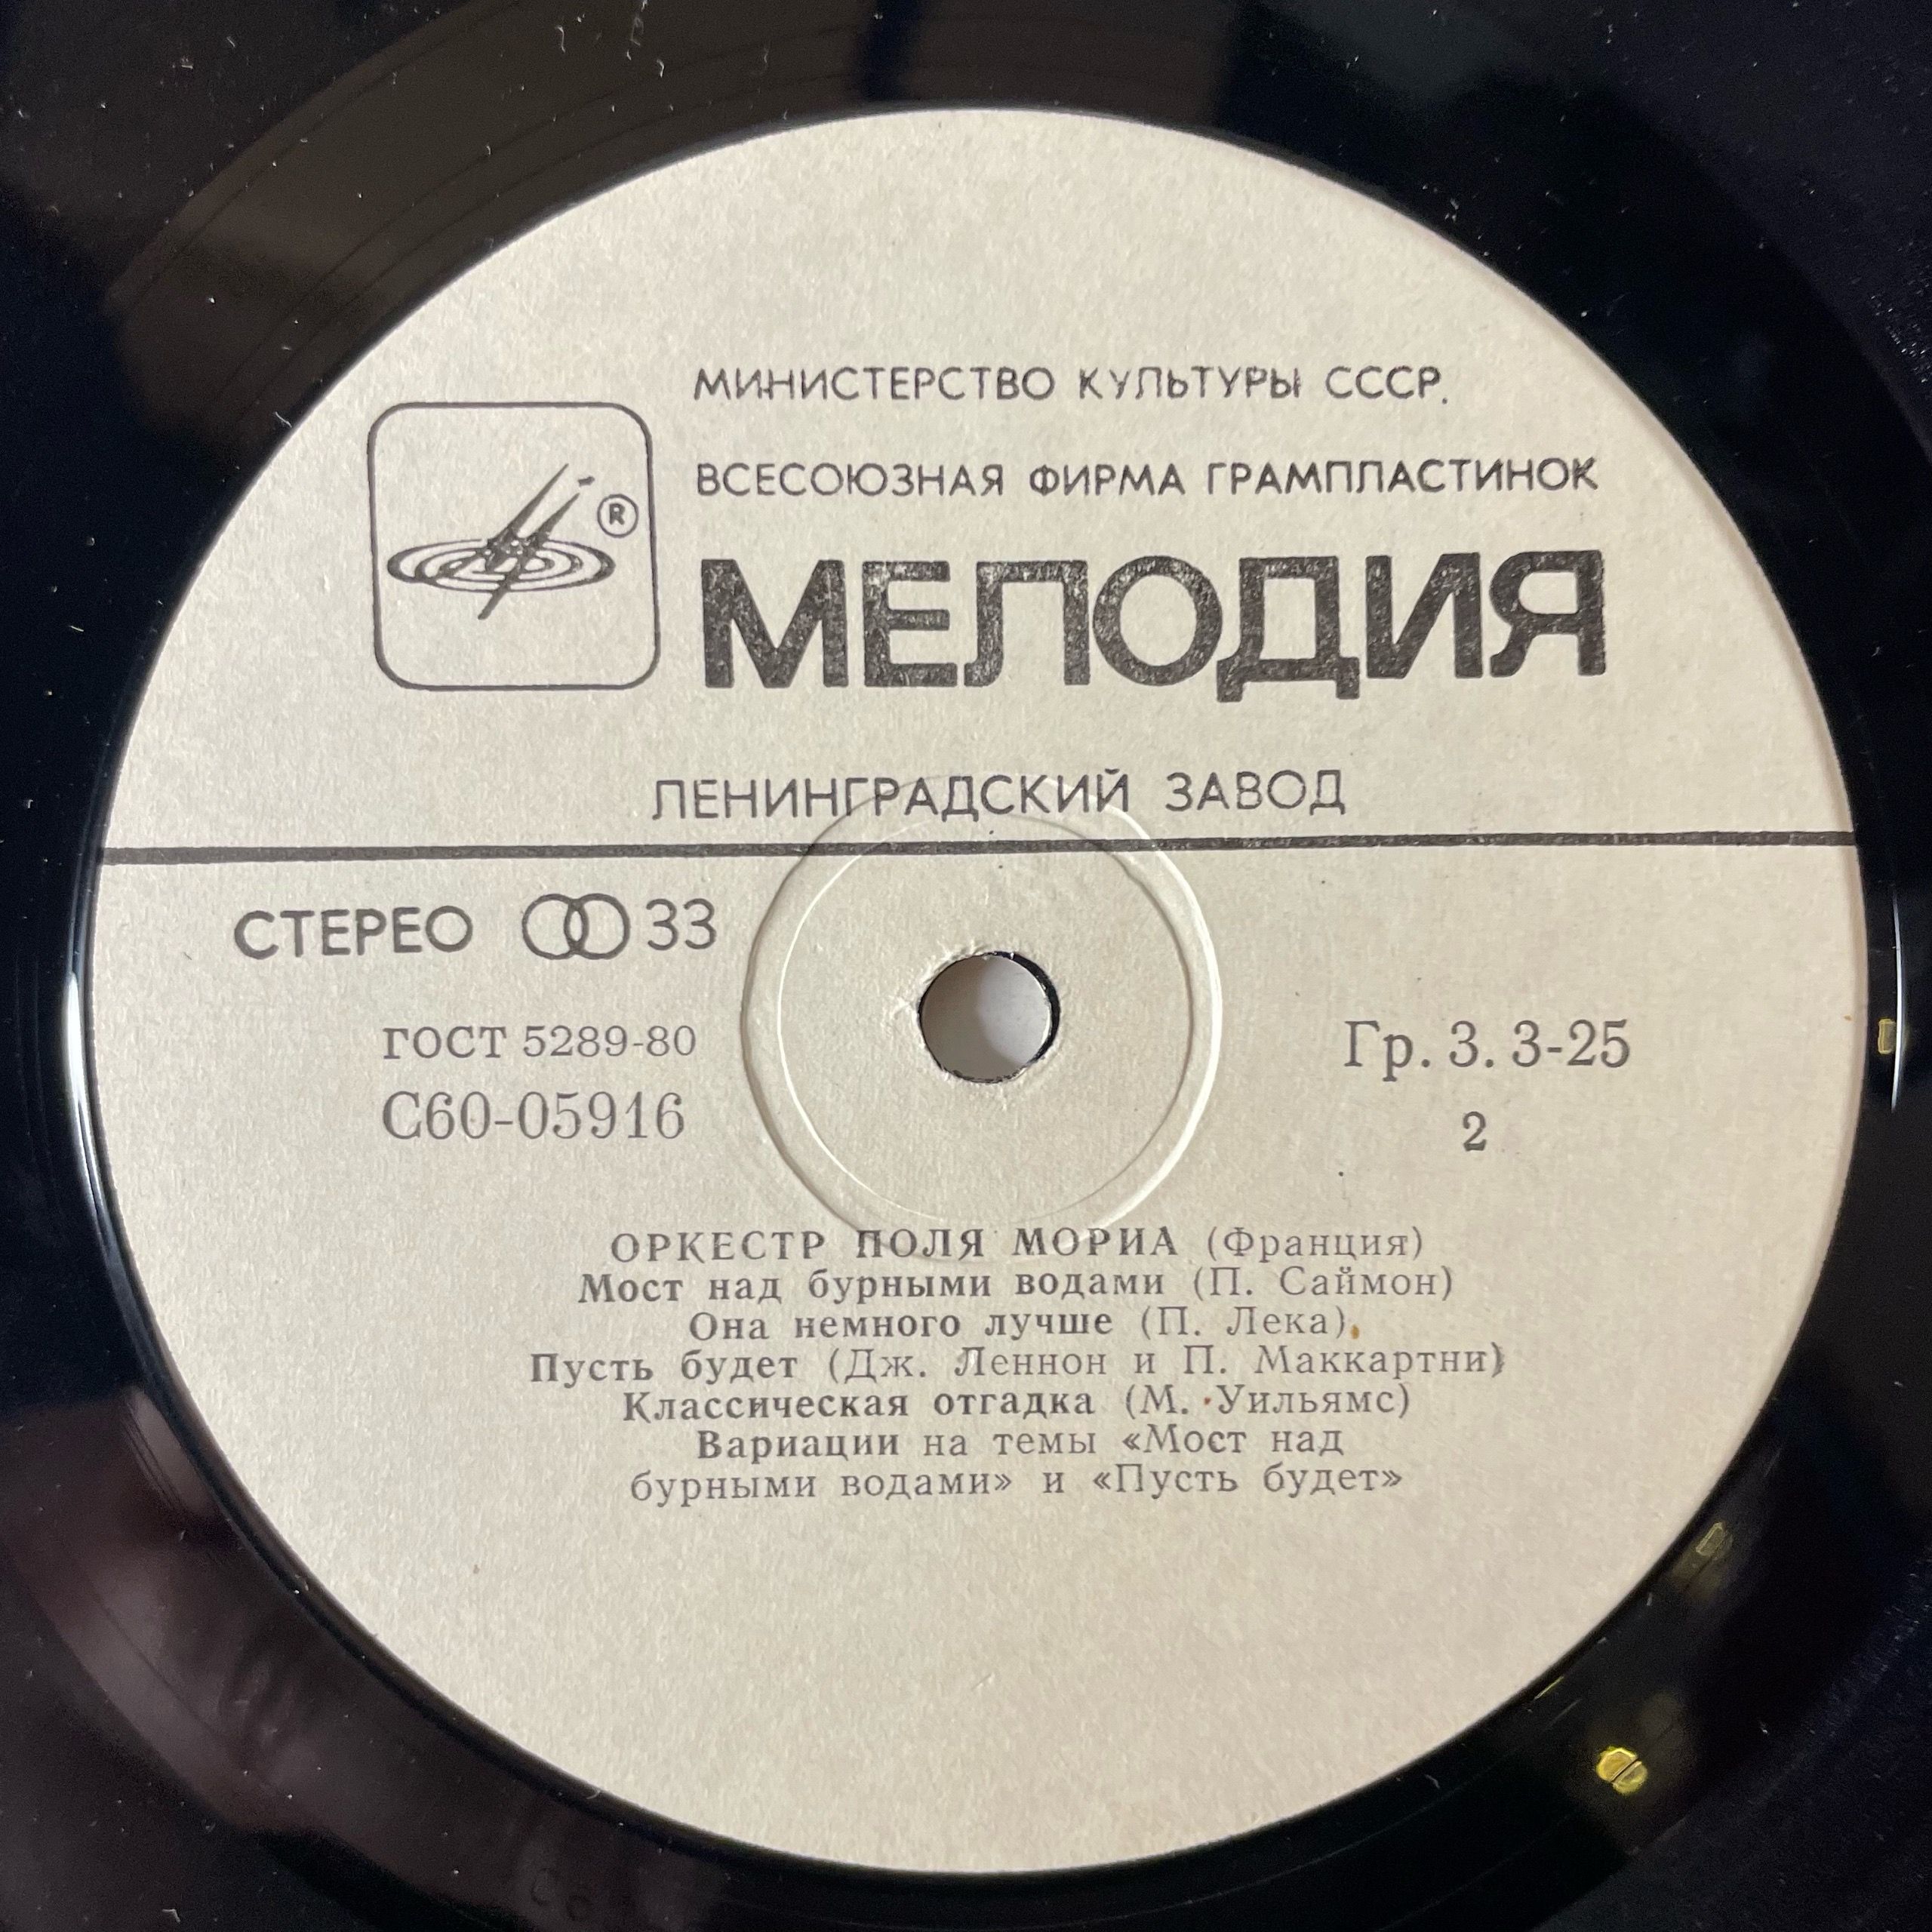 МИНИСТЕРСТВО КУЛЬТУРЫ СССР.
ВСЕСОЮЗНАЯ ФИРМА ГРАМПЛАСТИНОК
®
МЕЛОДИЯ
ЛЕНИНГРАДСКИЙ ЗАВОД
СТЕРЕО 33
ГОСТ 5289-80
С60-05916
Гр. 3. 3-25
2
ОРКЕСТР ПОЛЯ МОРИА (Франция)
Мост над бурными водами (П. Саймон)
Она немного лучше (П. Лека)
Пусть будет (Дж. Леннон и П. Маккартни)
Классическая отгадка (М. Уильямс)
Вариации на темы «Мост над
бурными водами» и «Пусть будет»